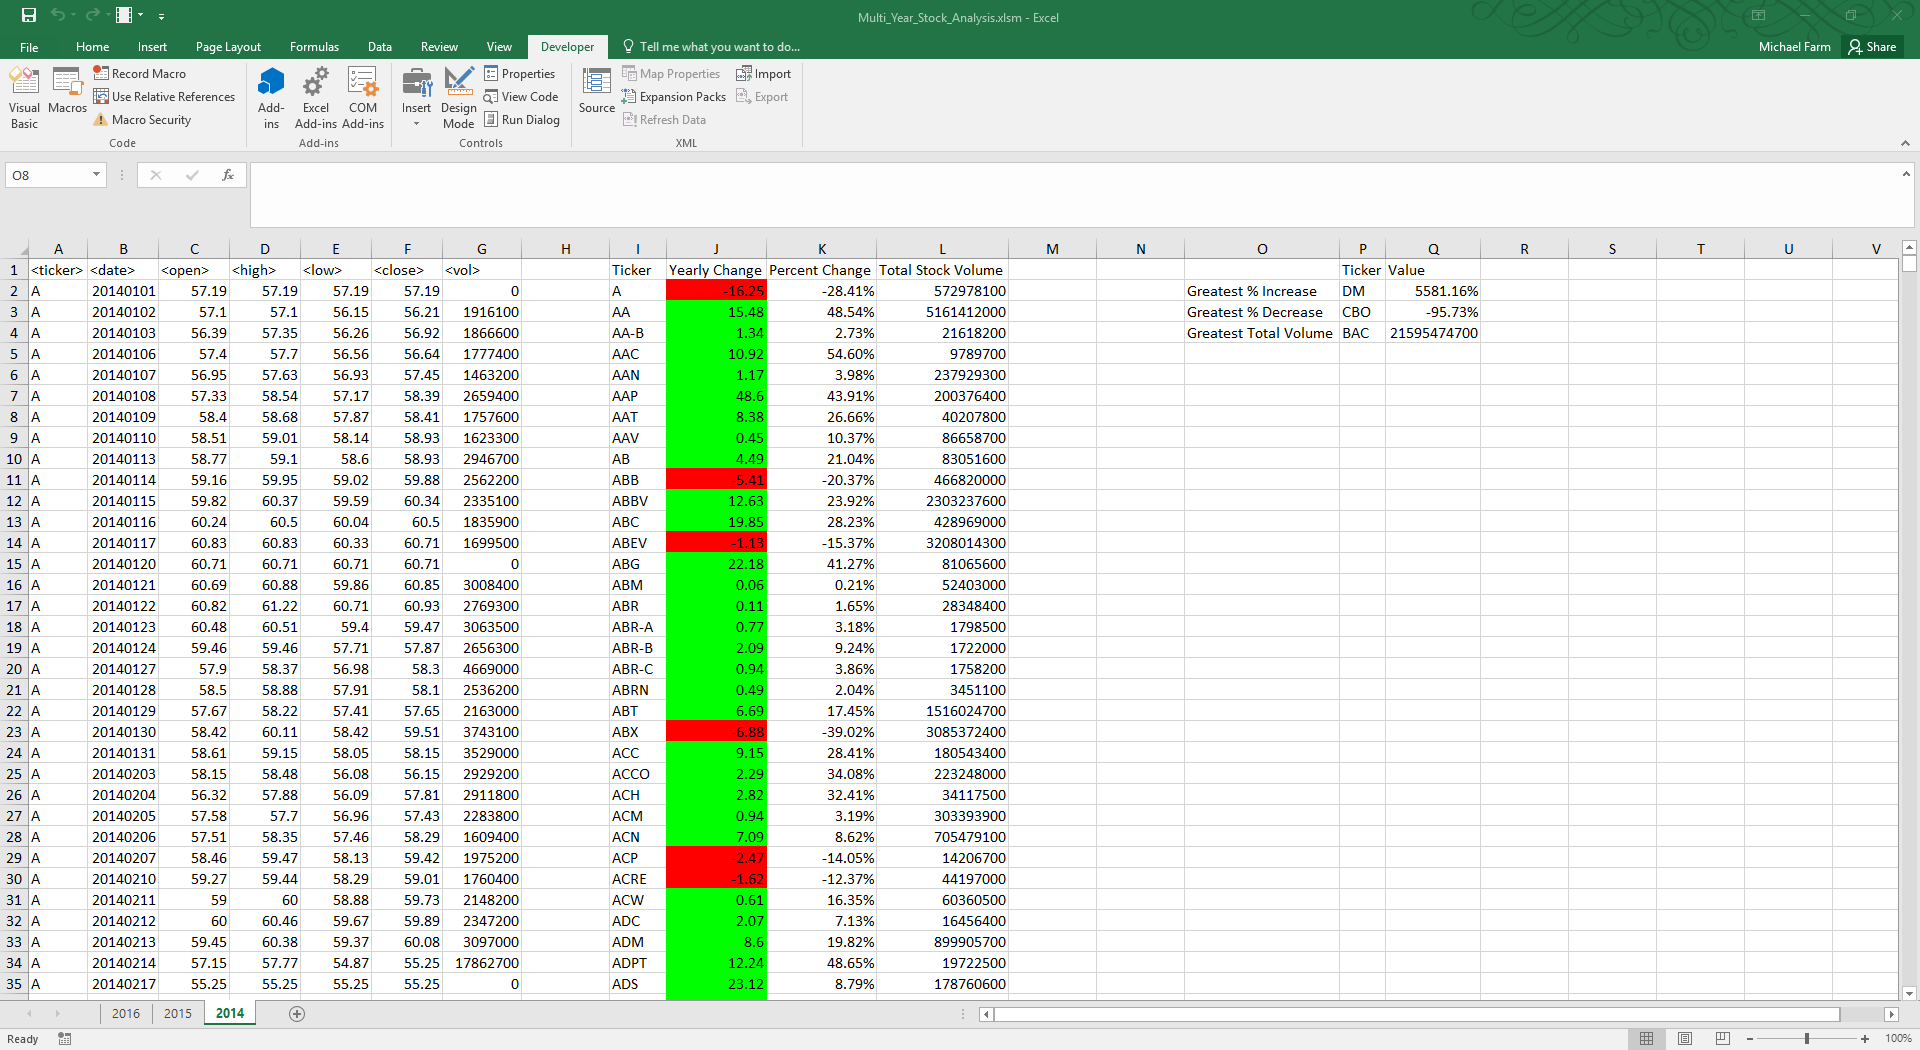 Multi_Year_Stock_Analysis.xlsm - Excel
File Home Insert Page Layout Formulas Data Review View Developer Tell me what you want to do... Michael Farm Share
Visual Basic Macros Record Macro Use Relative References Macro Security Code
Add-ins Excel Add-ins COM Add-ins Add-ins
Insert Design Mode Properties View Code Run Dialog Controls
Source Map Properties Expansion Packs Refresh Data Import Export XML
O8 fx
A B C D E F G H I J K L M N O P Q R S T U V
1 <ticker> <date> <open> <high> <low> <close> <vol> Ticker Yearly Change Percent Change Total Stock Volume Ticker Value
2 A 20140101 57.19 57.19 57.19 57.19 0 A -16.25 -28.41% 572978100 Greatest % Increase DM 5581.16%
3 A 20140102 57.1 57.1 56.15 56.21 1916100 AA 15.48 48.54% 5161412000 Greatest % Decrease CBO -95.73%
4 A 20140103 56.39 57.35 56.26 56.92 1866600 AA-B 1.34 2.73% 21618200 Greatest Total Volume BAC 21595474700
5 A 20140106 57.4 57.7 56.56 56.64 1777400 AAC 10.92 54.60% 9789700
6 A 20140107 56.95 57.63 56.93 57.45 1463200 AAN 1.17 3.98% 237929300
7 A 20140108 57.33 58.54 57.17 58.39 2659400 AAP 48.6 43.91% 200376400
8 A 20140109 58.4 58.68 57.87 58.41 1757600 AAT 8.38 26.66% 40207800
9 A 20140110 58.51 59.01 58.14 58.93 1623300 AAV 0.45 10.37% 86658700
10 A 20140113 58.77 59.1 58.6 58.93 2946700 AB 4.49 21.04% 83051600
11 A 20140114 59.16 59.95 59.02 59.88 2562200 ABB -5.41 -20.37% 466820000
12 A 20140115 59.82 60.37 59.59 60.34 2335100 ABBV 12.63 23.92% 2303237600
13 A 20140116 60.24 60.5 60.04 60.5 1835900 ABC 19.85 28.23% 428969000
14 A 20140117 60.83 60.83 60.33 60.71 1699500 ABEV -1.13 -15.37% 3208014300
15 A 20140120 60.71 60.71 60.71 60.71 0 ABG 22.18 41.27% 81065600
16 A 20140121 60.69 60.88 59.86 60.85 3008400 ABM 0.06 0.21% 52403000
17 A 20140122 60.82 61.22 60.71 60.93 2769300 ABR 0.11 1.65% 28348400
18 A 20140123 60.48 60.51 59.4 59.47 3063500 ABR-A 0.77 3.18% 1798500
19 A 20140124 59.46 59.46 57.71 57.87 2656300 ABR-B 2.09 9.24% 1722000
20 A 20140127 57.9 58.37 56.98 58.3 4669000 ABR-C 0.94 3.86% 1758200
21 A 20140128 58.5 58.88 57.91 58.1 2536200 ABRN 0.49 2.04% 3451100
22 A 20140129 57.67 58.22 57.41 57.65 2163000 ABT 6.69 17.45% 1516024700
23 A 20140130 58.42 60.11 58.42 59.51 3743100 ABX -6.88 -39.02% 3085372400
24 A 20140131 58.61 59.15 58.05 58.15 3529000 ACC 9.15 28.41% 180543400
25 A 20140203 58.15 58.48 56.08 56.15 2929200 ACCO 2.29 34.08% 223248000
26 A 20140204 56.32 57.88 56.09 57.81 2911800 ACH 2.82 32.41% 34117500
27 A 20140205 57.58 57.7 56.96 57.43 2283800 ACM 0.94 3.19% 303393900
28 A 20140206 57.51 58.35 57.46 58.29 1609400 ACN 7.09 8.62% 705479100
29 A 20140207 58.46 59.47 58.13 59.42 1975200 ACP -2.47 -14.05% 14206700
30 A 20140210 59.27 59.44 58.29 59.01 1760400 ACRE -1.62 -12.37% 44197000
31 A 20140211 59 60 58.88 59.73 2148200 ACW 0.61 16.35% 60360500
32 A 20140212 60 60.46 59.67 59.89 2347200 ADC 2.07 7.13% 16456400
33 A 20140213 59.45 60.38 59.37 60.08 3097000 ADM 8.6 19.82% 899905700
34 A 20140214 57.15 57.77 54.87 55.25 17862700 ADPT 12.24 48.65% 19722500
35 A 20140217 55.25 55.25 55.25 55.25 0 ADS 23.12 8.79% 178760600
2016 2015 2014
Ready 100%